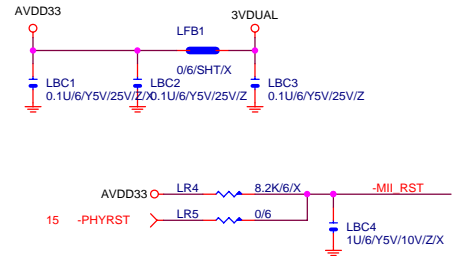 AVDD33
LFB1
3VDUAL
0/6/SHT/X
LBC1
0.1U/6/Y5V/25V/Z/X
LBC2
0.1U/6/Y5V/25V/Z
LBC3
0.1U/6/Y5V/25V/Z
AVDD33
LR4
8.2K/6/X
-MII_RST
15
-PHYRST
LR5
0/6
LBC4
1U/6/Y5V/10V/Z/X